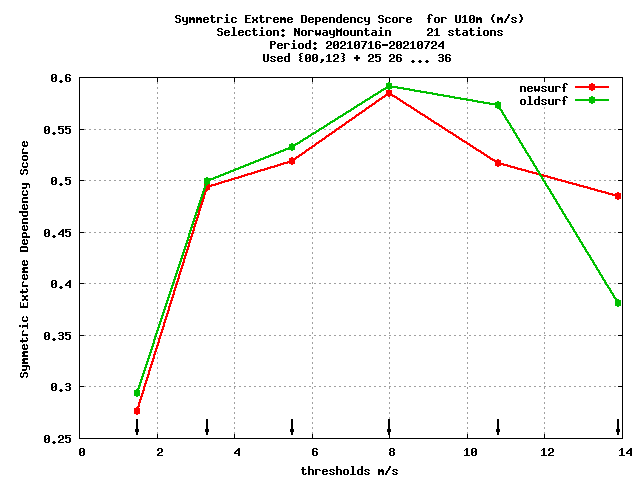 Symmetric Extreme Dependency Score  for U10m (m/s)
Selection: NorwayMountain     21 stations
Period: 20210716-20210724
Used {00,12} + 25 26 ... 36
newsurf
oldsurf
0.6
0.55
0.5
0.45
0.4
0.35
0.3
0.25
Symmetric Extreme Dependency Score
0 2 4 6 8 10 12 14
thresholds m/s